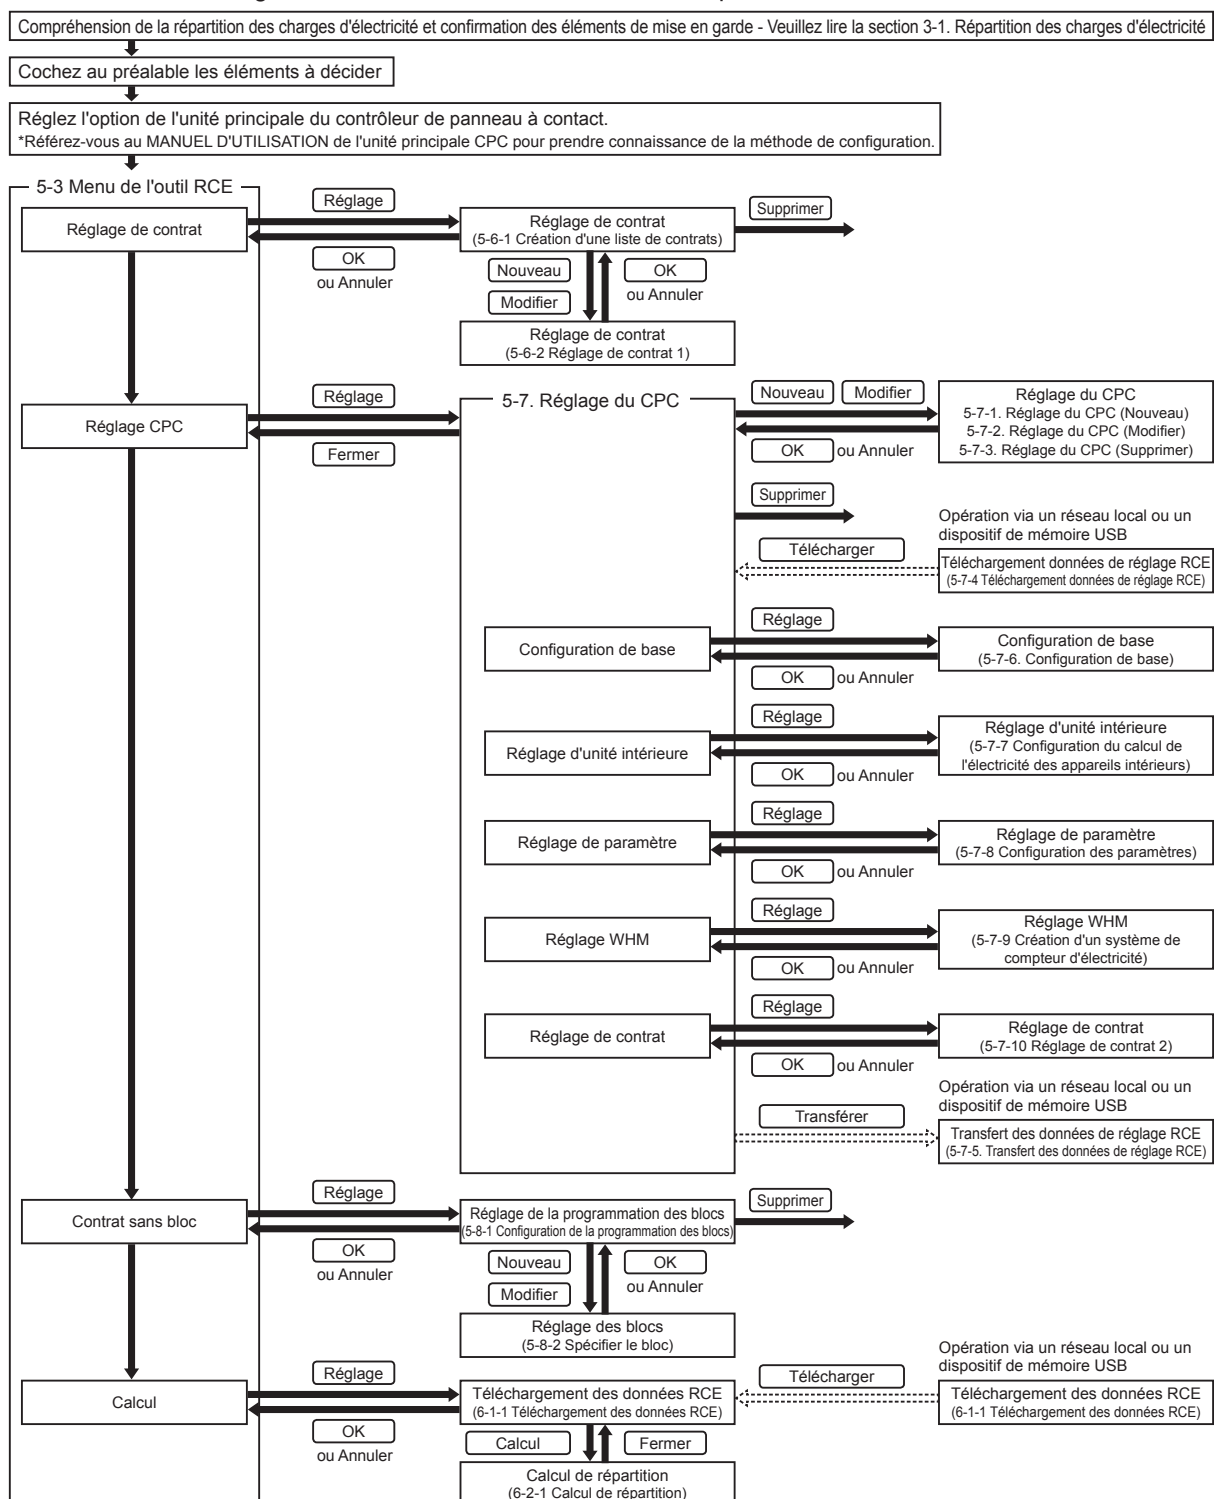 Compréhension de la répartition des charges d'électricité et confirmation des éléments de mise en garde - Veuillez lire la section 3-1. Répartition des charges d'électricité
Cochez au préalable les éléments à décider
Réglez l'option de l'unité principale du contrôleur de panneau à contact.
*Référez-vous au MANUEL D'UTILISATION de l'unité principale CPC pour prendre connaissance de la méthode de configuration.
5-3 Menu de l'outil RCE
Réglage de contrat
Réglage
OK
ou Annuler
Réglage de contrat
(5-6-1 Création d'une liste de contrats)
Supprimer
Nouveau
Modifier
OK
ou Annuler
Réglage de contrat
(5-6-2 Réglage de contrat 1)
Réglage CPC
Réglage
Fermer
5-7. Réglage du CPC
Nouveau
Modifier
OK
ou Annuler
Réglage du CPC
5-7-1. Réglage du CPC (Nouveau)
5-7-2. Réglage du CPC (Modifier)
5-7-3. Réglage du CPC (Supprimer)
Supprimer
Opération via un réseau local ou un
dispositif de mémoire USB
Télécharger
Téléchargement données de réglage RCE
(5-7-4 Téléchargement données de réglage RCE)
Configuration de base
Réglage
OK
ou Annuler
Configuration de base
(5-7-6. Configuration de base)
Réglage d'unité intérieure
Réglage
OK
ou Annuler
Réglage d'unité intérieure
(5-7-7 Configuration du calcul de
l'électricité des appareils intérieurs)
Réglage de paramètre
Réglage
OK
ou Annuler
Réglage de paramètre
(5-7-8 Configuration des paramètres)
Réglage WHM
Réglage
OK
ou Annuler
Réglage WHM
(5-7-9 Création d'un système de
compteur d'électricité)
Réglage de contrat
Réglage
OK
ou Annuler
Réglage de contrat
(5-7-10 Réglage de contrat 2)
Opération via un réseau local ou un
dispositif de mémoire USB
Transférer
Transfert des données de réglage RCE
(5-7-5. Transfert des données de réglage RCE)
Contrat sans bloc
Réglage
OK
ou Annuler
Réglage de la programmation des blocs
(5-8-1 Configuration de la programmation des blocs)
Supprimer
Nouveau
Modifier
OK
ou Annuler
Réglage des blocs
(5-8-2 Spécifier le bloc)
Calcul
Réglage
OK
ou Annuler
Téléchargement des données RCE
(6-1-1 Téléchargement des données RCE)
Télécharger
Opération via un réseau local ou un
dispositif de mémoire USB
Téléchargement des données RCE
(6-1-1 Téléchargement des données RCE)
Calcul
Fermer
Calcul de répartition
(6-2-1 Calcul de répartition)